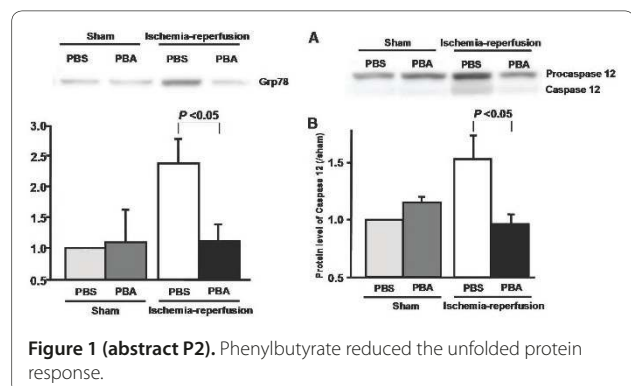 Sham Ischemia-reperfusion
PBS PBA PBS PBA
Grp78
P <0.05
3.0
2.5
2.0
1.5
1.0
0.5
PBS PBA PBS PBA
Sham Ischemia-reperfusion
A
Sham Ischemia-reperfusion
PBS PBA PBS PBA
Procaspase 12
Caspase 12
B
P <0.05
Protein level of Caspase 12 (/sham)
1.5
1.0
0.5
PBS PBA PBS PBA
Sham Ischemia-reperfusion
Figure 1 (abstract P2). Phenylbutyrate reduced the unfolded protein
response.